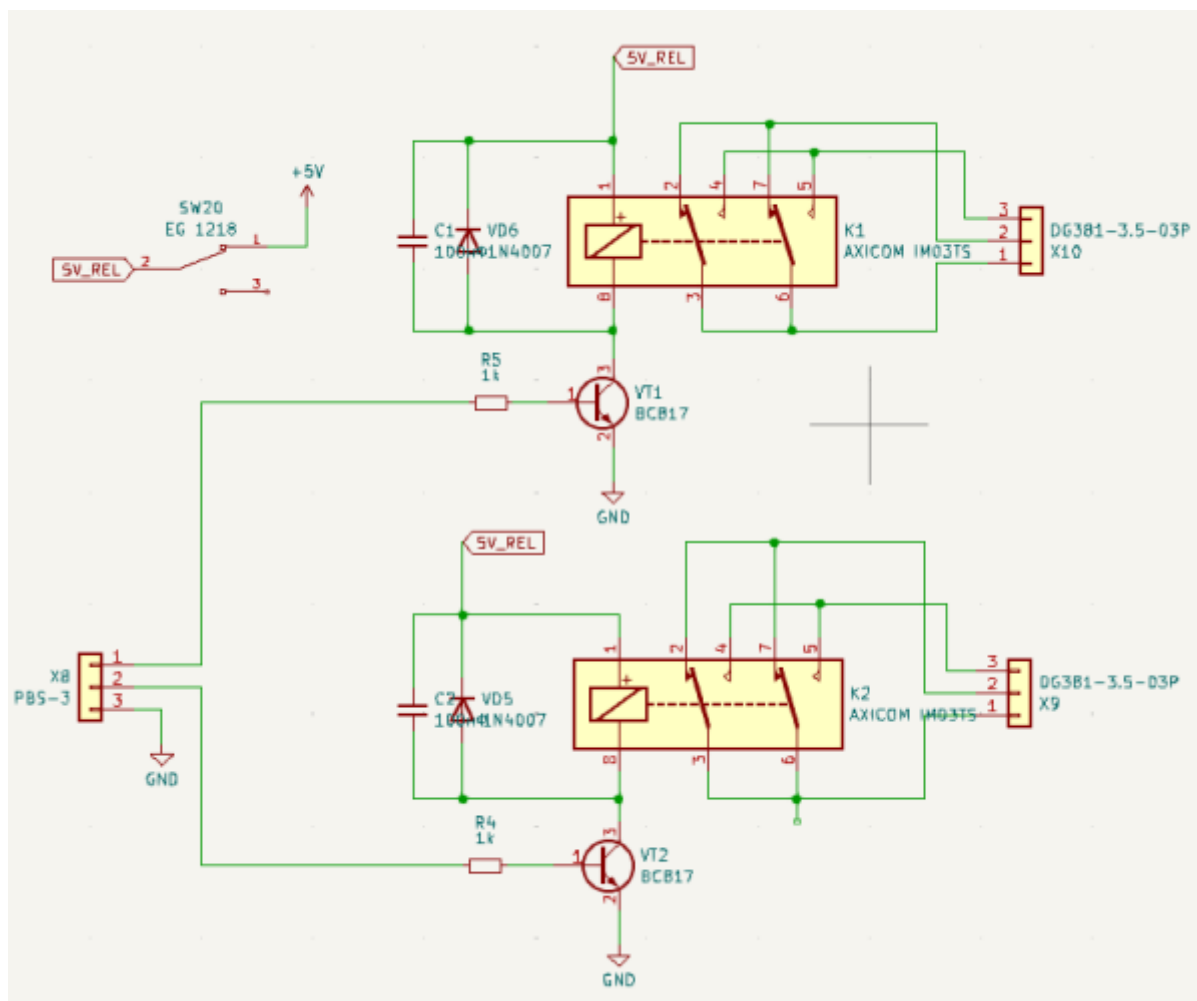 5V_REL
+5V
SW20
EG 1218
1
5V_REL
2
3
1
2
4
7
5
C1
VD6
1N4007
K1
AXICOM IM03TS
8
3
6
3
2
1
DG381-3.5-03P
X10
R5
1k
1
3
2
VT1
BC817
GND
5V_REL
X8
PBS-3
1
2
3
GND
1
2
4
7
5
C2
VD5
1N4007
K2
AXICOM IM03TS
8
3
6
3
2
1
DG381-3.5-03P
X9
R4
1k
1
3
2
VT2
BC817
GND